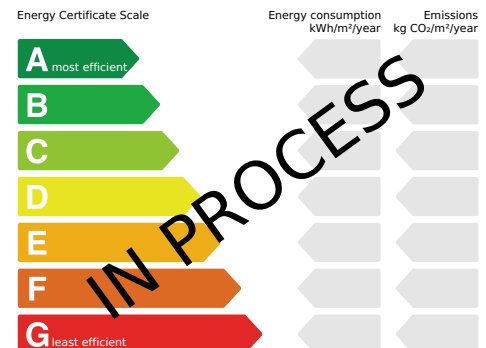 Energy Certificate Scale
Energy consumption
kWh/m²/year
Emissions
kg CO₂/m²/year
A most efficient
B
C
D
E
F
G least efficient
IN PROCESS